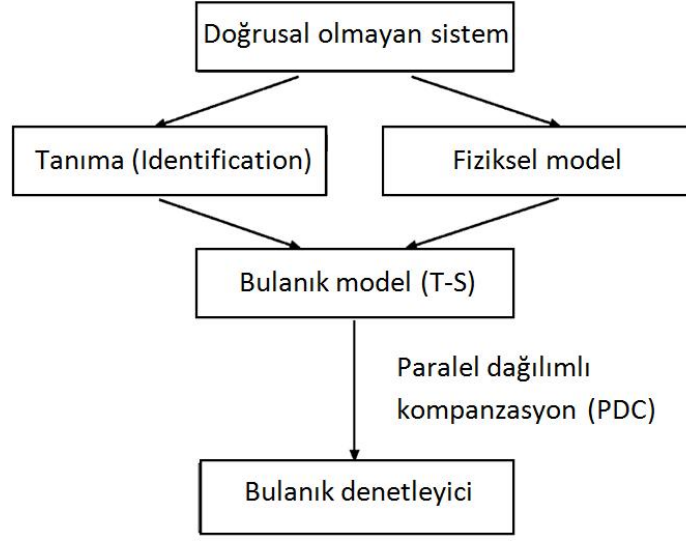 Doğrusal olmayan sistem
Tanıma (Identification)
Fiziksel model
Bulanık model (T-S)
Paralel dağılımlı
kompanzasyon (PDC)
Bulanık denetleyici